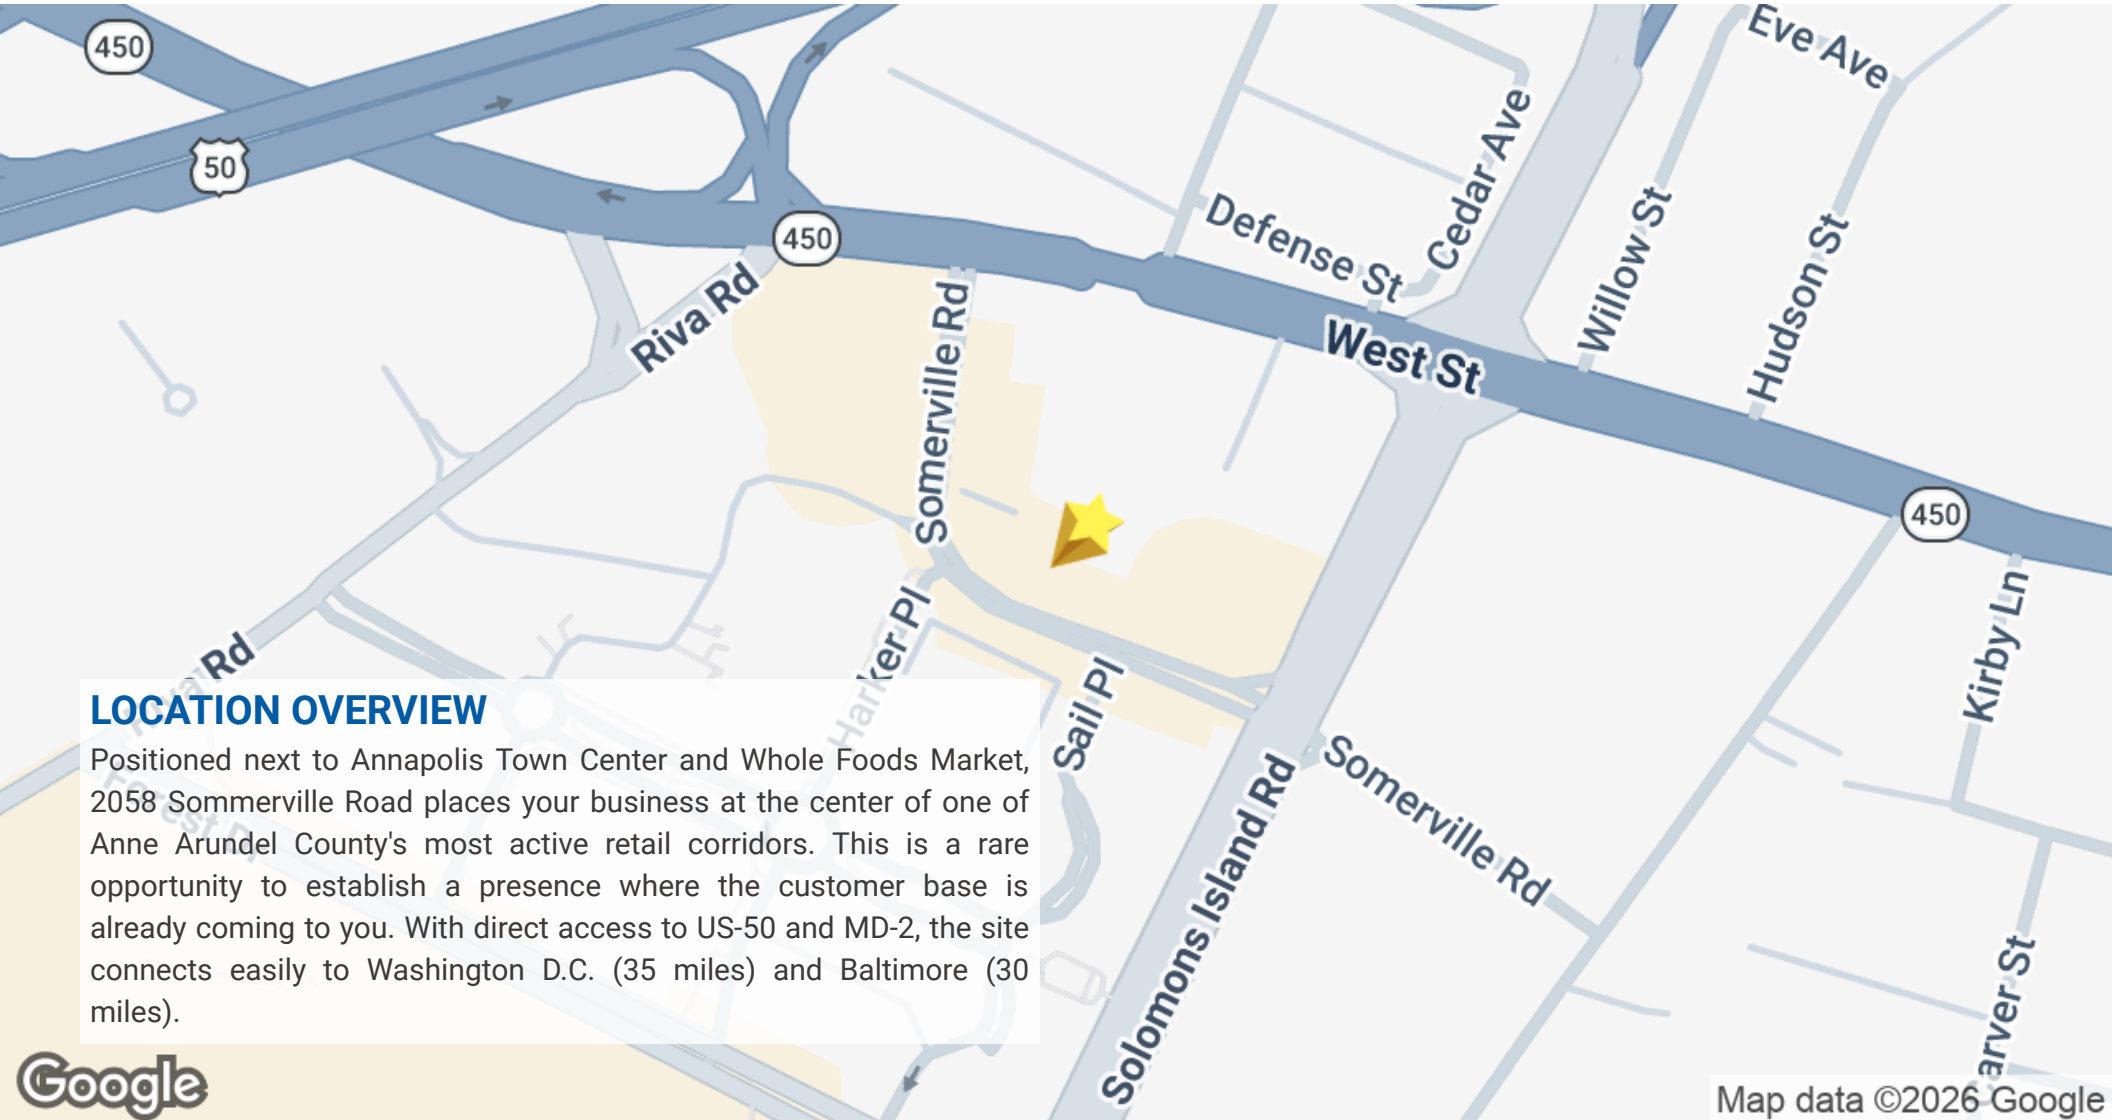 450
Eve Ave
50
450
Defense St
Cedar Ave
Willow St
Hudson St
Riva Rd
Somerville Rd
West St
450
Harker Pl
Kirby Ln
Riva Rd
Sail Pl
LOCATION OVERVIEW
Positioned next to Annapolis Town Center and Whole Foods Market,
2058 Sommerville Road places your business at the center of one of
Anne Arundel County's most active retail corridors. This is a rare
opportunity to establish a presence where the customer base is
already coming to you. With direct access to US-50 and MD-2, the site
connects easily to Washington D.C. (35 miles) and Baltimore (30
miles).
Forest Dr
Somerville Rd
Solomons Island Rd
Carver St
Google
Map data ©2026 Google